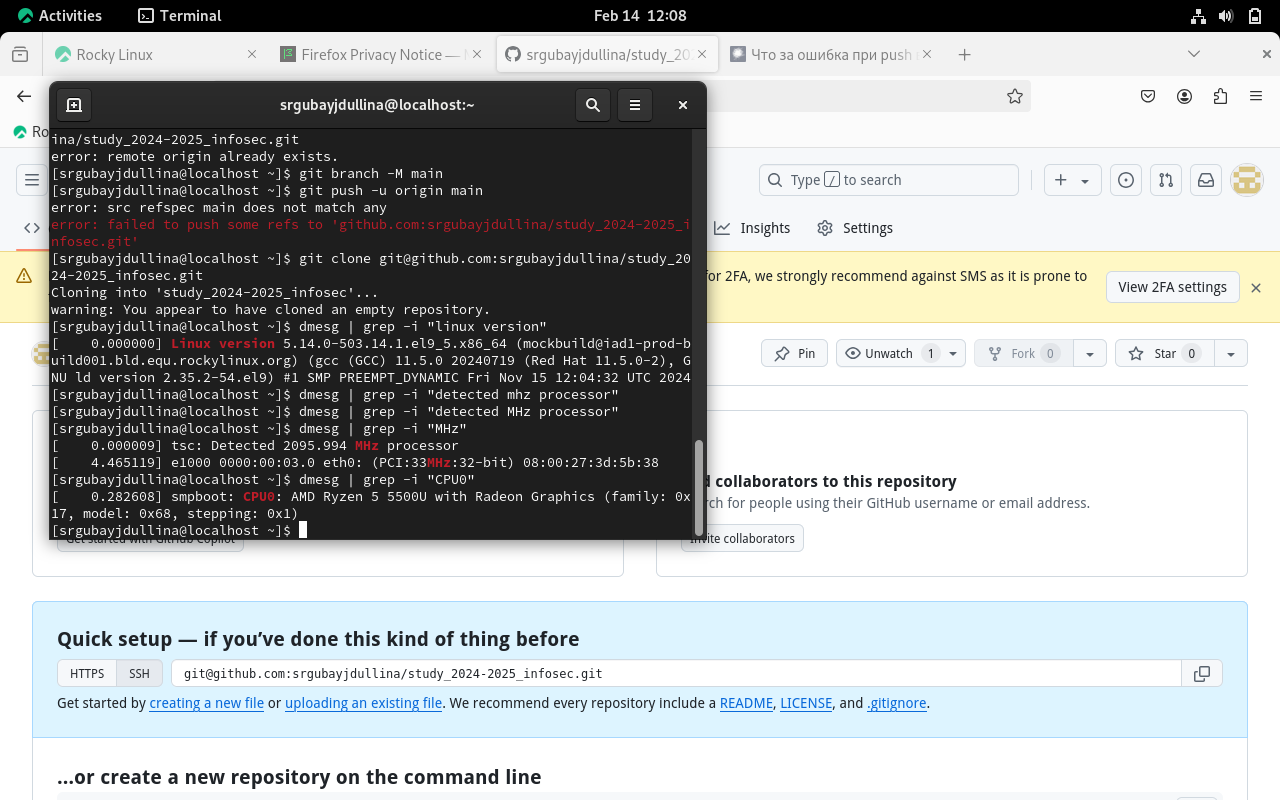 Activities
Terminal
Feb 14 12:08
Rocky Linux
Firefox Privacy Notice —
srgubayjdullina/study_20
Что за ошибка при push
srgubayjdullina@localhost:~
Ro
ina/study_2024-2025_infosec.git
error: remote origin already exists.
[srgubayjdullina@localhost ~]$ git branch -M main
[srgubayjdullina@localhost ~]$ git push -u origin main
error: src refspec main does not match any
error: failed to push some refs to 'github.com:srgubayjdullina/study_2024-2025_i
nfosec.git'
[srgubayjdullina@localhost ~]$ git clone git@github.com:srgubayjdullina/study_20
24-2025_infosec.git
Cloning into 'study_2024-2025_infosec'...
warning: You appear to have cloned an empty repository.
[srgubayjdullina@localhost ~]$ dmesg | grep -i "linux version"
[    0.000000] Linux version 5.14.0-503.14.1.el9_5.x86_64 (mockbuild@iad1-prod-b
uild001.bld.equ.rockylinux.org) (gcc (GCC) 11.5.0 20240719 (Red Hat 11.5.0-2), G
NU ld version 2.35.2-54.el9) #1 SMP PREEMPT_DYNAMIC Fri Nov 15 12:04:32 UTC 2024
[srgubayjdullina@localhost ~]$ dmesg | grep -i "detected mhz processor"
[srgubayjdullina@localhost ~]$ dmesg | grep -i "detected MHz processor"
[srgubayjdullina@localhost ~]$ dmesg | grep -i "MHz"
[    0.000009] tsc: Detected 2095.994 MHz processor
[    4.465119] e1000 0000:00:03.0 eth0: (PCI:33MHz:32-bit) 08:00:27:3d:5b:38
[srgubayjdullina@localhost ~]$ dmesg | grep -i "CPU0"
[    0.282608] smpboot: CPU0: AMD Ryzen 5 5500U with Radeon Graphics (family: 0x
17, model: 0x68, stepping: 0x1)
[srgubayjdullina@localhost ~]$
Type / to search
Insights
Settings
for 2FA, we strongly recommend against SMS as it is prone to
View 2FA settings
Pin
Unwatch 1
Fork 0
Star 0
d collaborators to this repository
rch for people using their GitHub username or email address.
Get started with GitHub Copilot
Invite collaborators
Quick setup — if you’ve done this kind of thing before
HTTPS
SSH
git@github.com:srgubayjdullina/study_2024-2025_infosec.git
Get started by creating a new file or uploading an existing file. We recommend every repository include a README, LICENSE, and .gitignore.
…or create a new repository on the command line